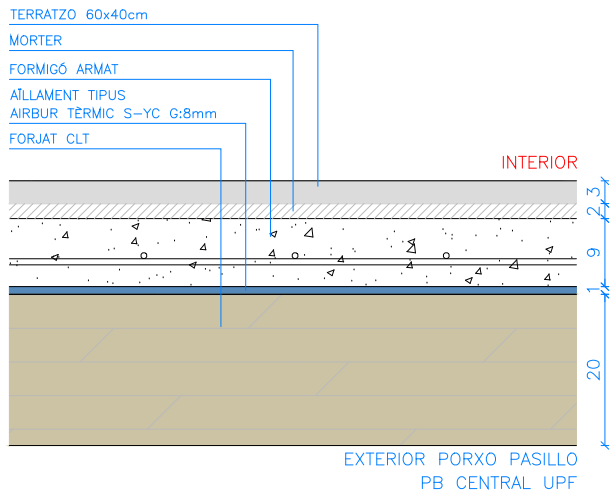 TERRATZO 60x40cm
MORTER
FORMIGÓ ARMAT
AÏLLAMENT TIPUS
AIRBUR TÈRMIC S-YC G:8mm
FORJAT CLT
INTERIOR
3
2
9
1
20
EXTERIOR PORXO PASILLO
PB CENTRAL UPF